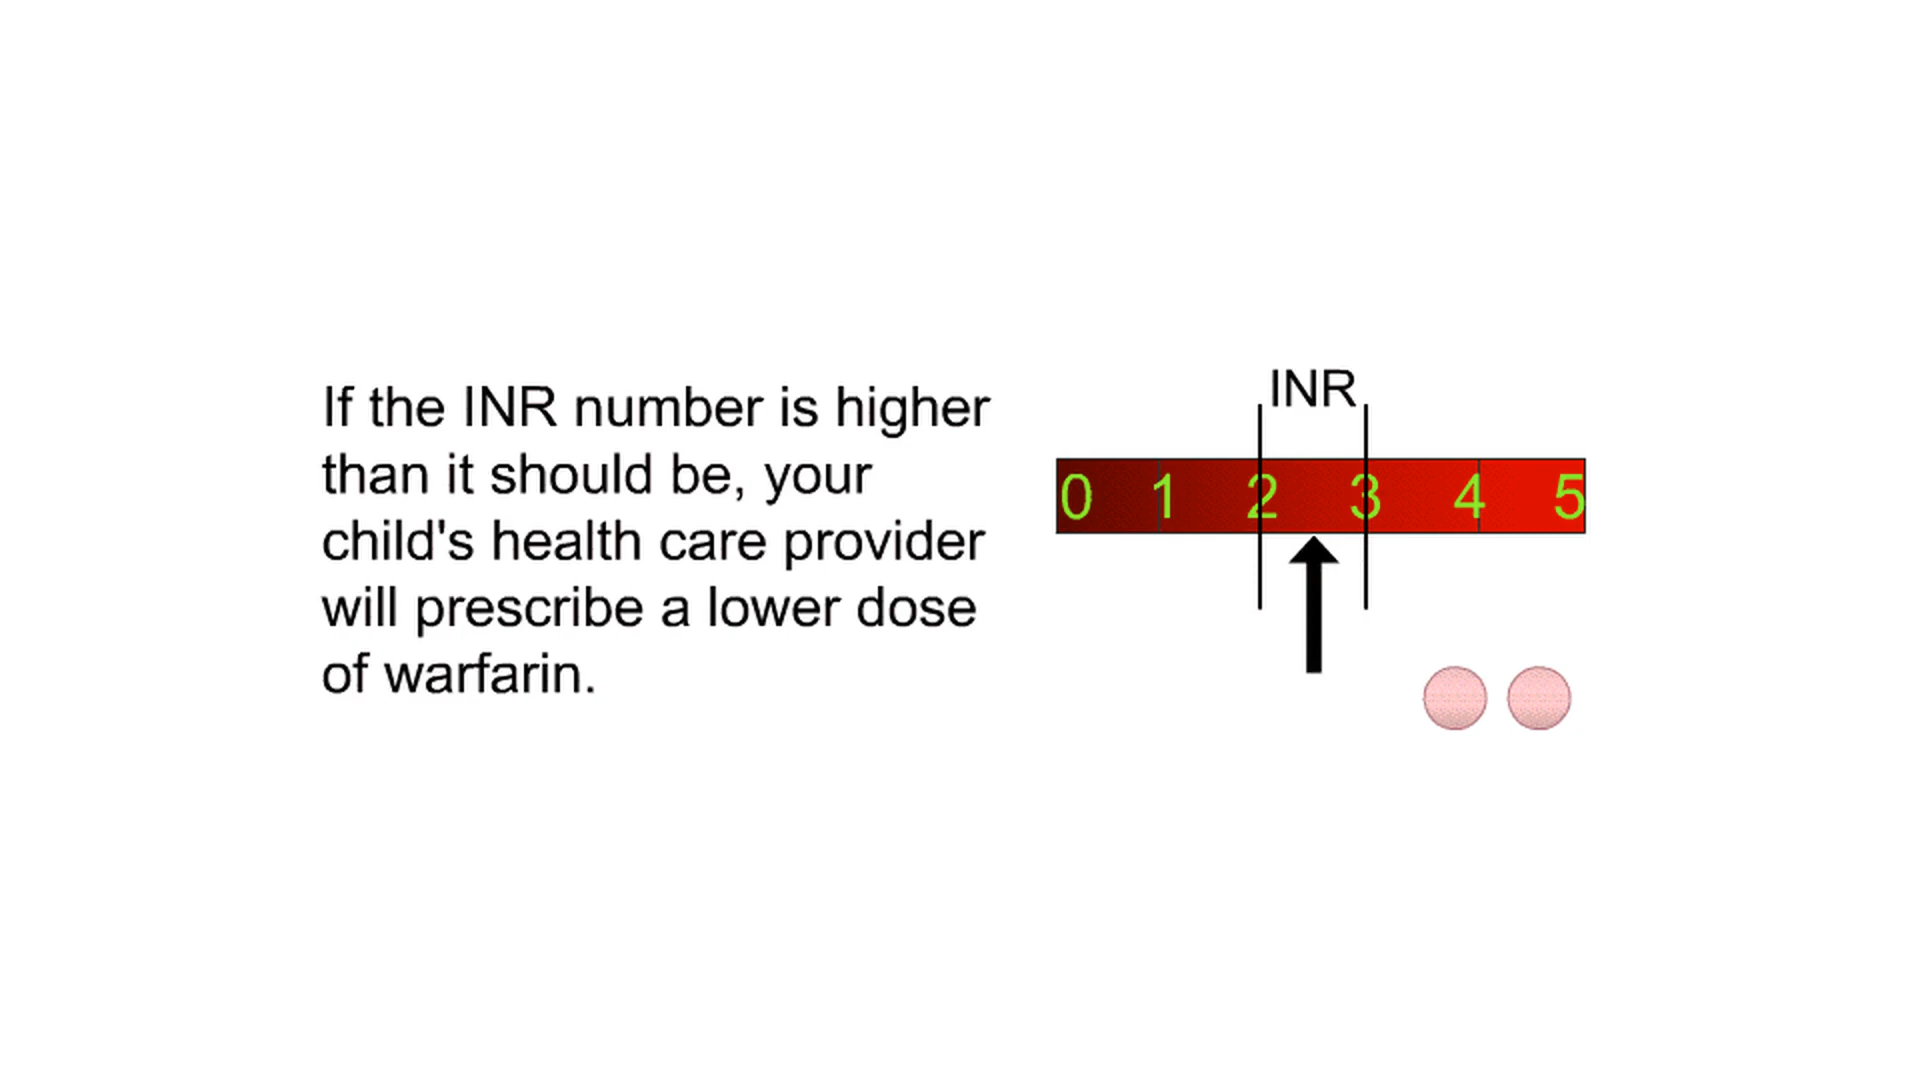 If the INR number is higher
than it should be, your
child's health care provider
will prescribe a lower dose
of warfarin.
INR
0 1 2 3 4 5